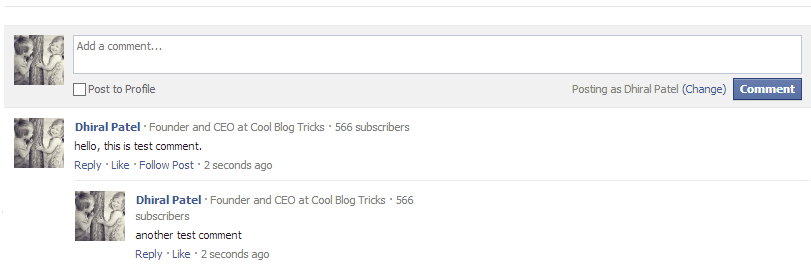 Add a comment...
Post to Profile
Posting as Dhiral Patel (Change) Comment
Dhiral Patel · Founder and CEO at Cool Blog Tricks · 566 subscribers
hello, this is test comment.
Reply · Like · Follow Post · 2 seconds ago
Dhiral Patel · Founder and CEO at Cool Blog Tricks · 566
subscribers
another test comment
Reply · Like · 2 seconds ago